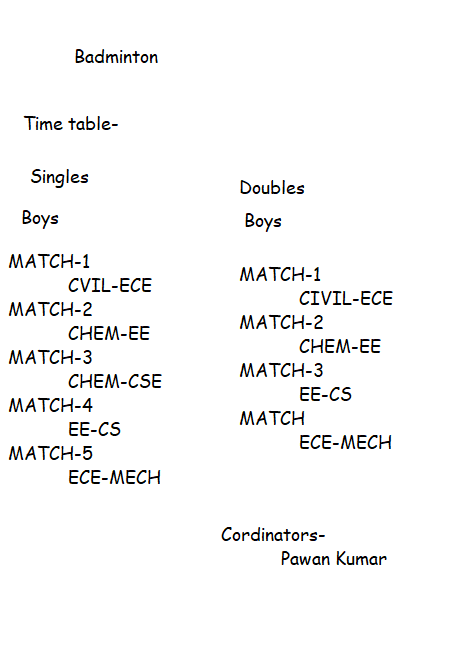 Badminton
Time table-
Singles
Boys
MATCH-1
CVIL-ECE
MATCH-2
CHEM-EE
MATCH-3
CHEM-CSE
MATCH-4
EE-CS
MATCH-5
ECE-MECH
Doubles
Boys
MATCH-1
CIVIL-ECE
MATCH-2
CHEM-EE
MATCH-3
EE-CS
MATCH
ECE-MECH
Cordinators-
Pawan Kumar